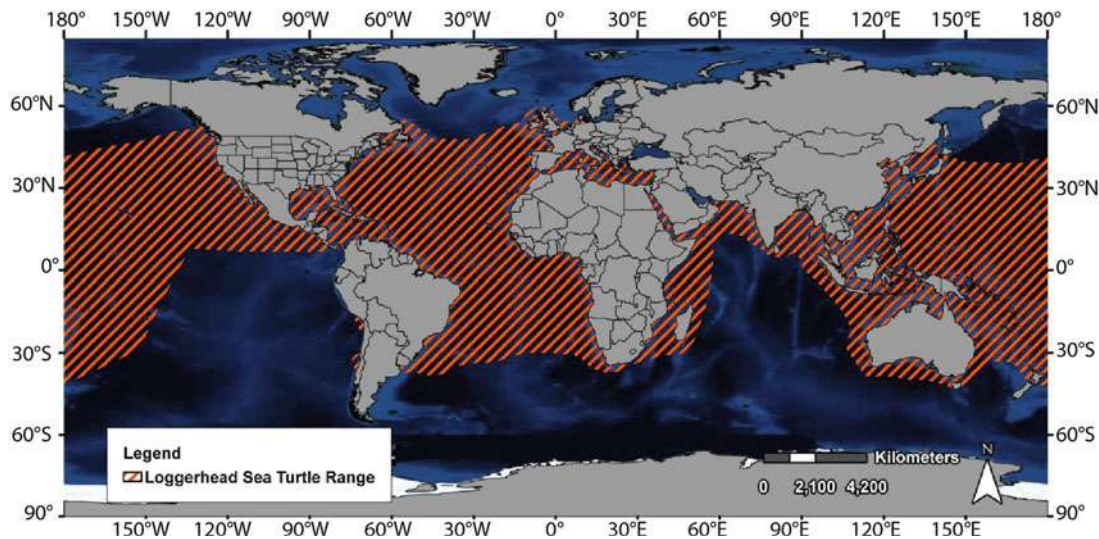 180° 120°W 90°W 60°W 30°W 0° 30°E 60°E 90°E 120°E 150°E 180°
60°N 60°N
30°N 30°N
0° 0°
30°S 30°S
60°S 60°S
Legend
Loggerhead Sea Turtle Range
Kilometers
0 2,100 4,200
N
90° 90°
180° 150°W 120°W 90°W 60°W 30°W 0° 30°E 60°E 90°E 120°E 150°E